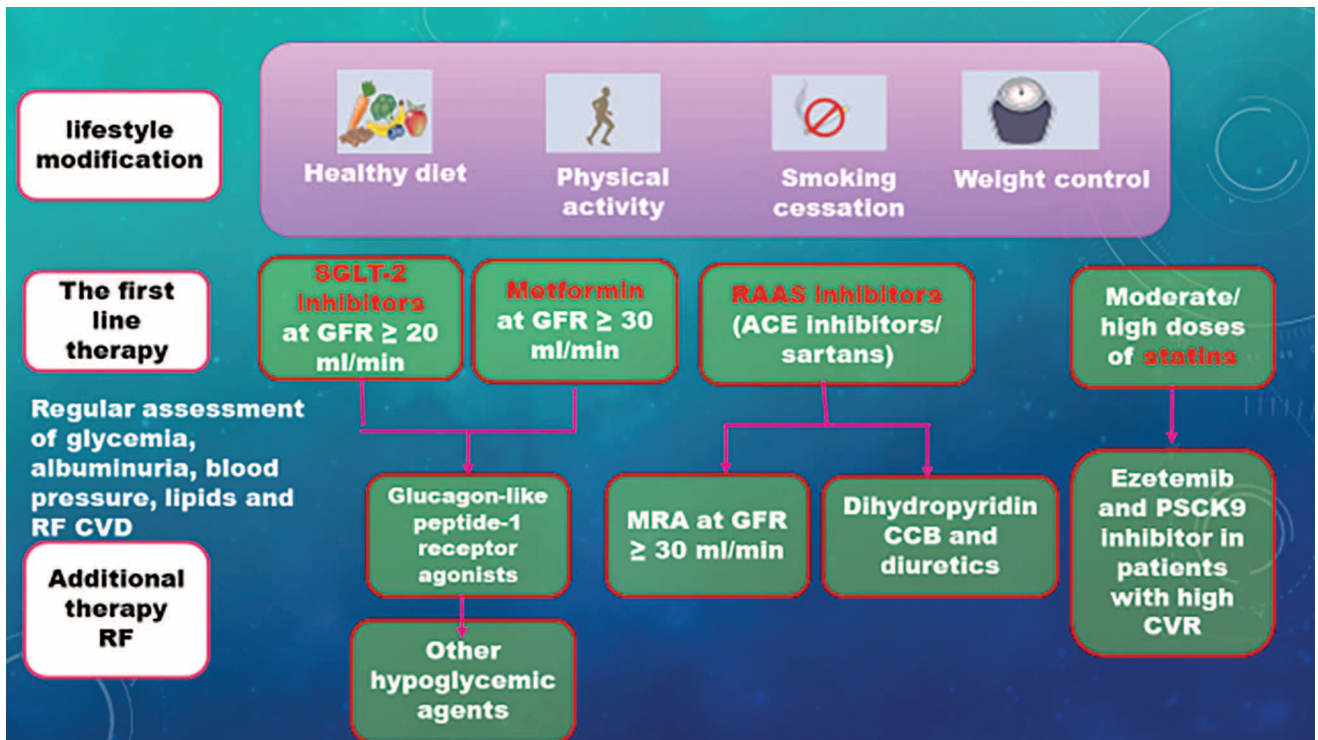 lifestyle
modification
Healthy diet
Physical
activity
Smoking
cessation
Weight control
The first
line
therapy
SGLT-2
inhibitors
at GFR ≥ 20
ml/min
Metformin
at GFR ≥ 30
ml/min
RAAS inhibitors
(ACE inhibitors/
sartans)
Moderate/
high doses
of statins
Regular assessment
of glycemia,
albuminuria, blood
pressure, lipids and
RF CVD
Glucagon-like
peptide-1
receptor
agonists
MRA at GFR
≥ 30 ml/min
Dihydropyridin
CCB and
diuretics
Ezetemib
and PSCK9
inhibitor in
patients
with high
CVR
Additional
therapy
RF
Other
hypoglycemic
agents